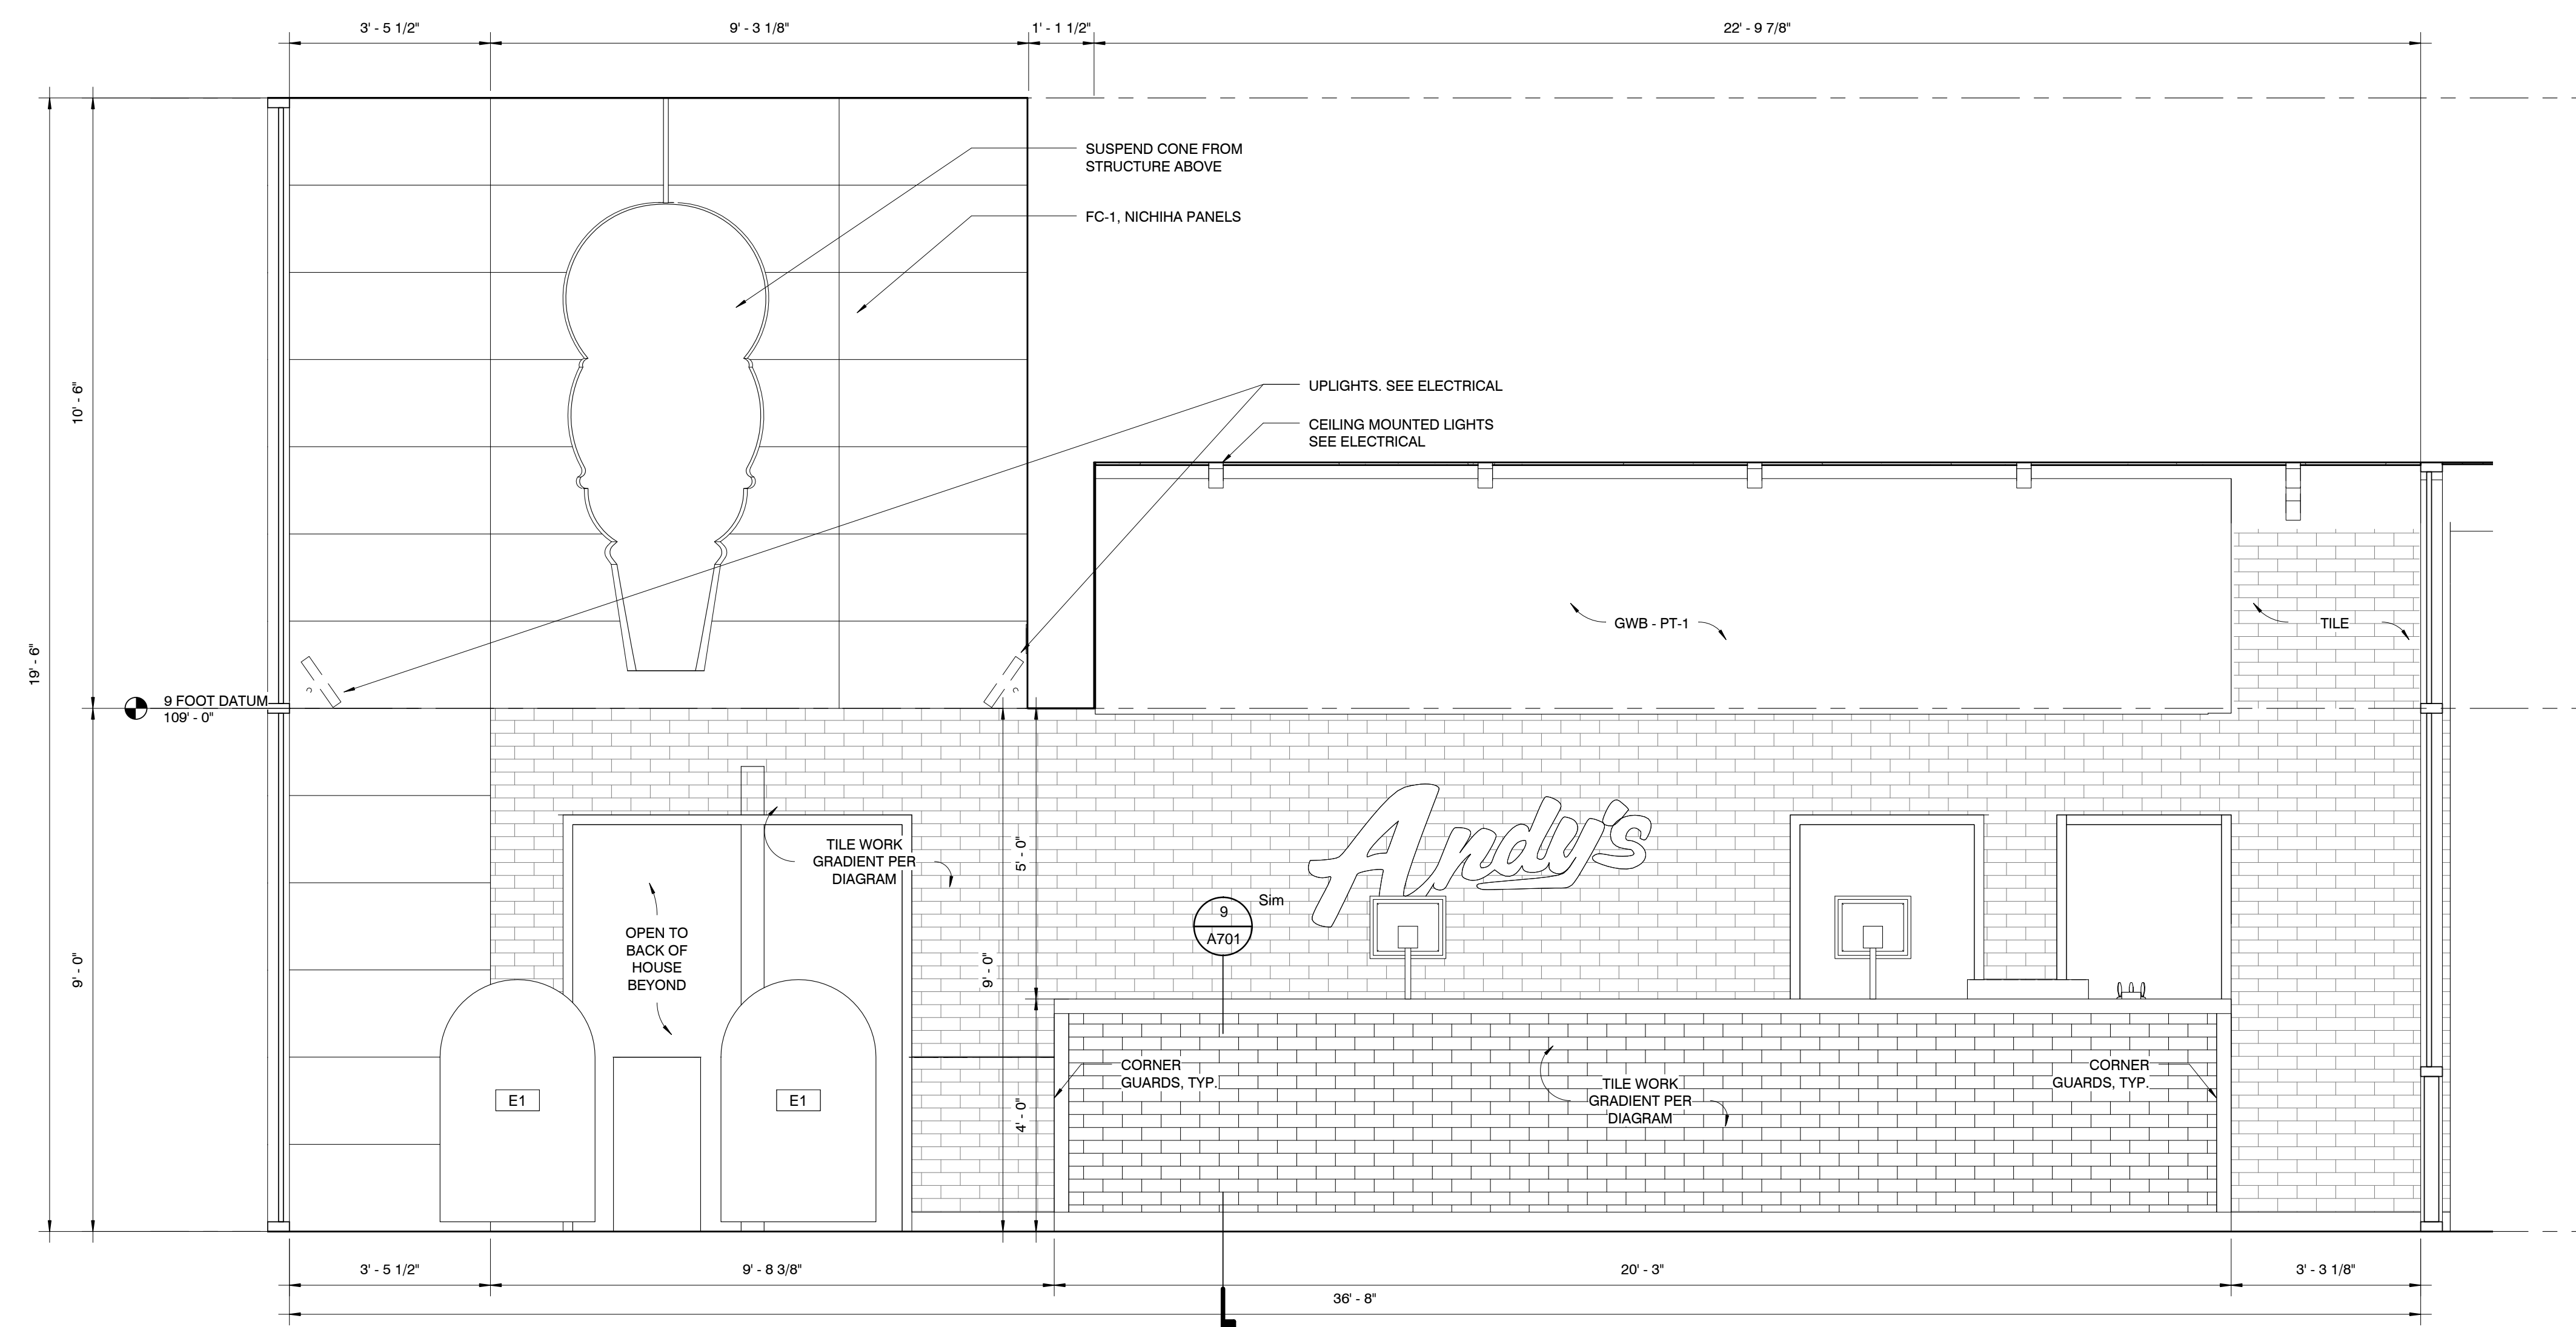 3' - 5 1/2"
9' - 3 1/8"
1' - 1 1/2"
22' - 9 7/8"
SUSPEND CONE FROM
STRUCTURE ABOVE
FC-1, NICHIHA PANELS
UPLIGHTS. SEE ELECTRICAL
CEILING MOUNTED LIGHTS
SEE ELECTRICAL
10' - 6"
19' - 6"
GWB - PT-1
TILE
9 FOOT DATUM
109' - 0"
TILE WORK
GRADIENT PER
DIAGRAM
5' - 0"
Andy's
Sim
9
A701
OPEN TO
BACK OF
HOUSE
BEYOND
9' - 0"
9' - 0"
CORNER
GUARDS, TYP.
CORNER
GUARDS, TYP.
E1
E1
4' - 0"
TILE WORK
GRADIENT PER
DIAGRAM
3' - 5 1/2"
9' - 8 3/8"
20' - 3"
3' - 3 1/8"
36' - 8"